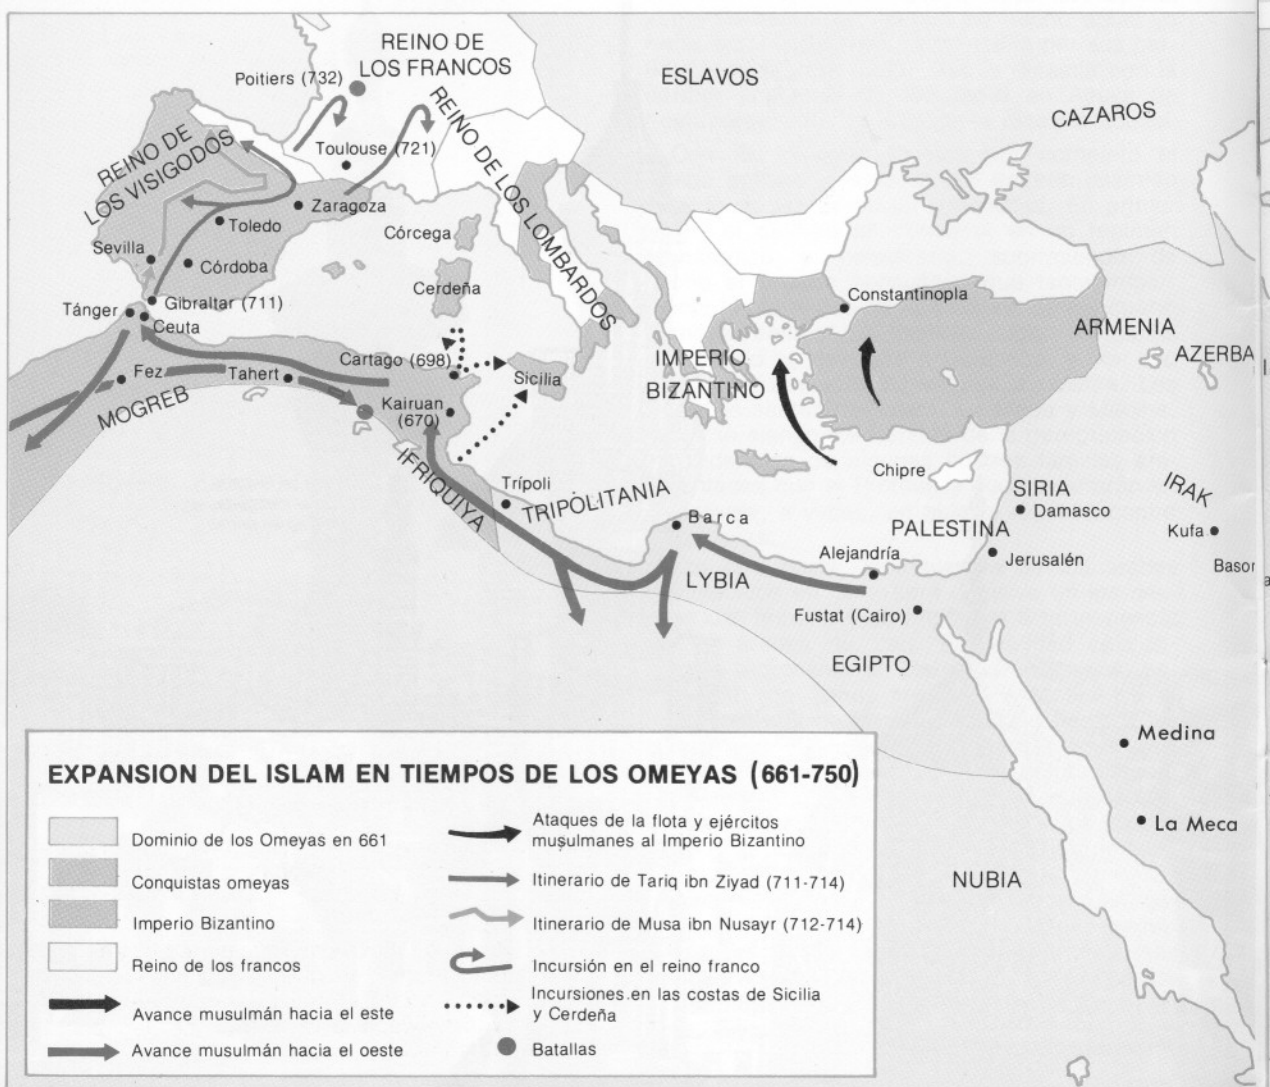 REINO DE
LOS FRANCOS
Poitiers (732)
ESLAVOS
CAZAROS
REINO DE
LOS VISIGODOS
Toulouse (721)
REINO DE LOS LOMBARDOS
Zaragoza
Toledo
Córcega
Sevilla
Córdoba
Cerdeña
Constantinopla
Tánger
Gibraltar (711)
Ceuta
ARMENIA
AZERBA
IMPERIO
BIZANTINO
Cartago (698)
Sicilia
Fez
Tahert
MOGREB
Kairuan
(670)
IFRIQUIYA
Trípoli
TRIPOLITANIA
Chipre
SIRIA
Damasco
IRAK
Kufa
Barca
PALESTINA
Alejandría
Jerusalén
Basor
LYBIA
Fustat (Cairo)
EGIPTO
Medina
La Meca
NUBIA
EXPANSION DEL ISLAM EN TIEMPOS DE LOS OMEYAS (661-750)
Dominio de los Omeyas en 661
Conquistas omeyas
Imperio Bizantino
Reino de los francos
Avance musulmán hacia el este
Avance musulmán hacia el oeste
Ataques de la flota y ejércitos
musulmanes al Imperio Bizantino
Itinerario de Tariq ibn Ziyad (711-714)
Itinerario de Musa ibn Nusayr (712-714)
Incursión en el reino franco
Incursiones en las costas de Sicilia
y Cerdeña
Batallas